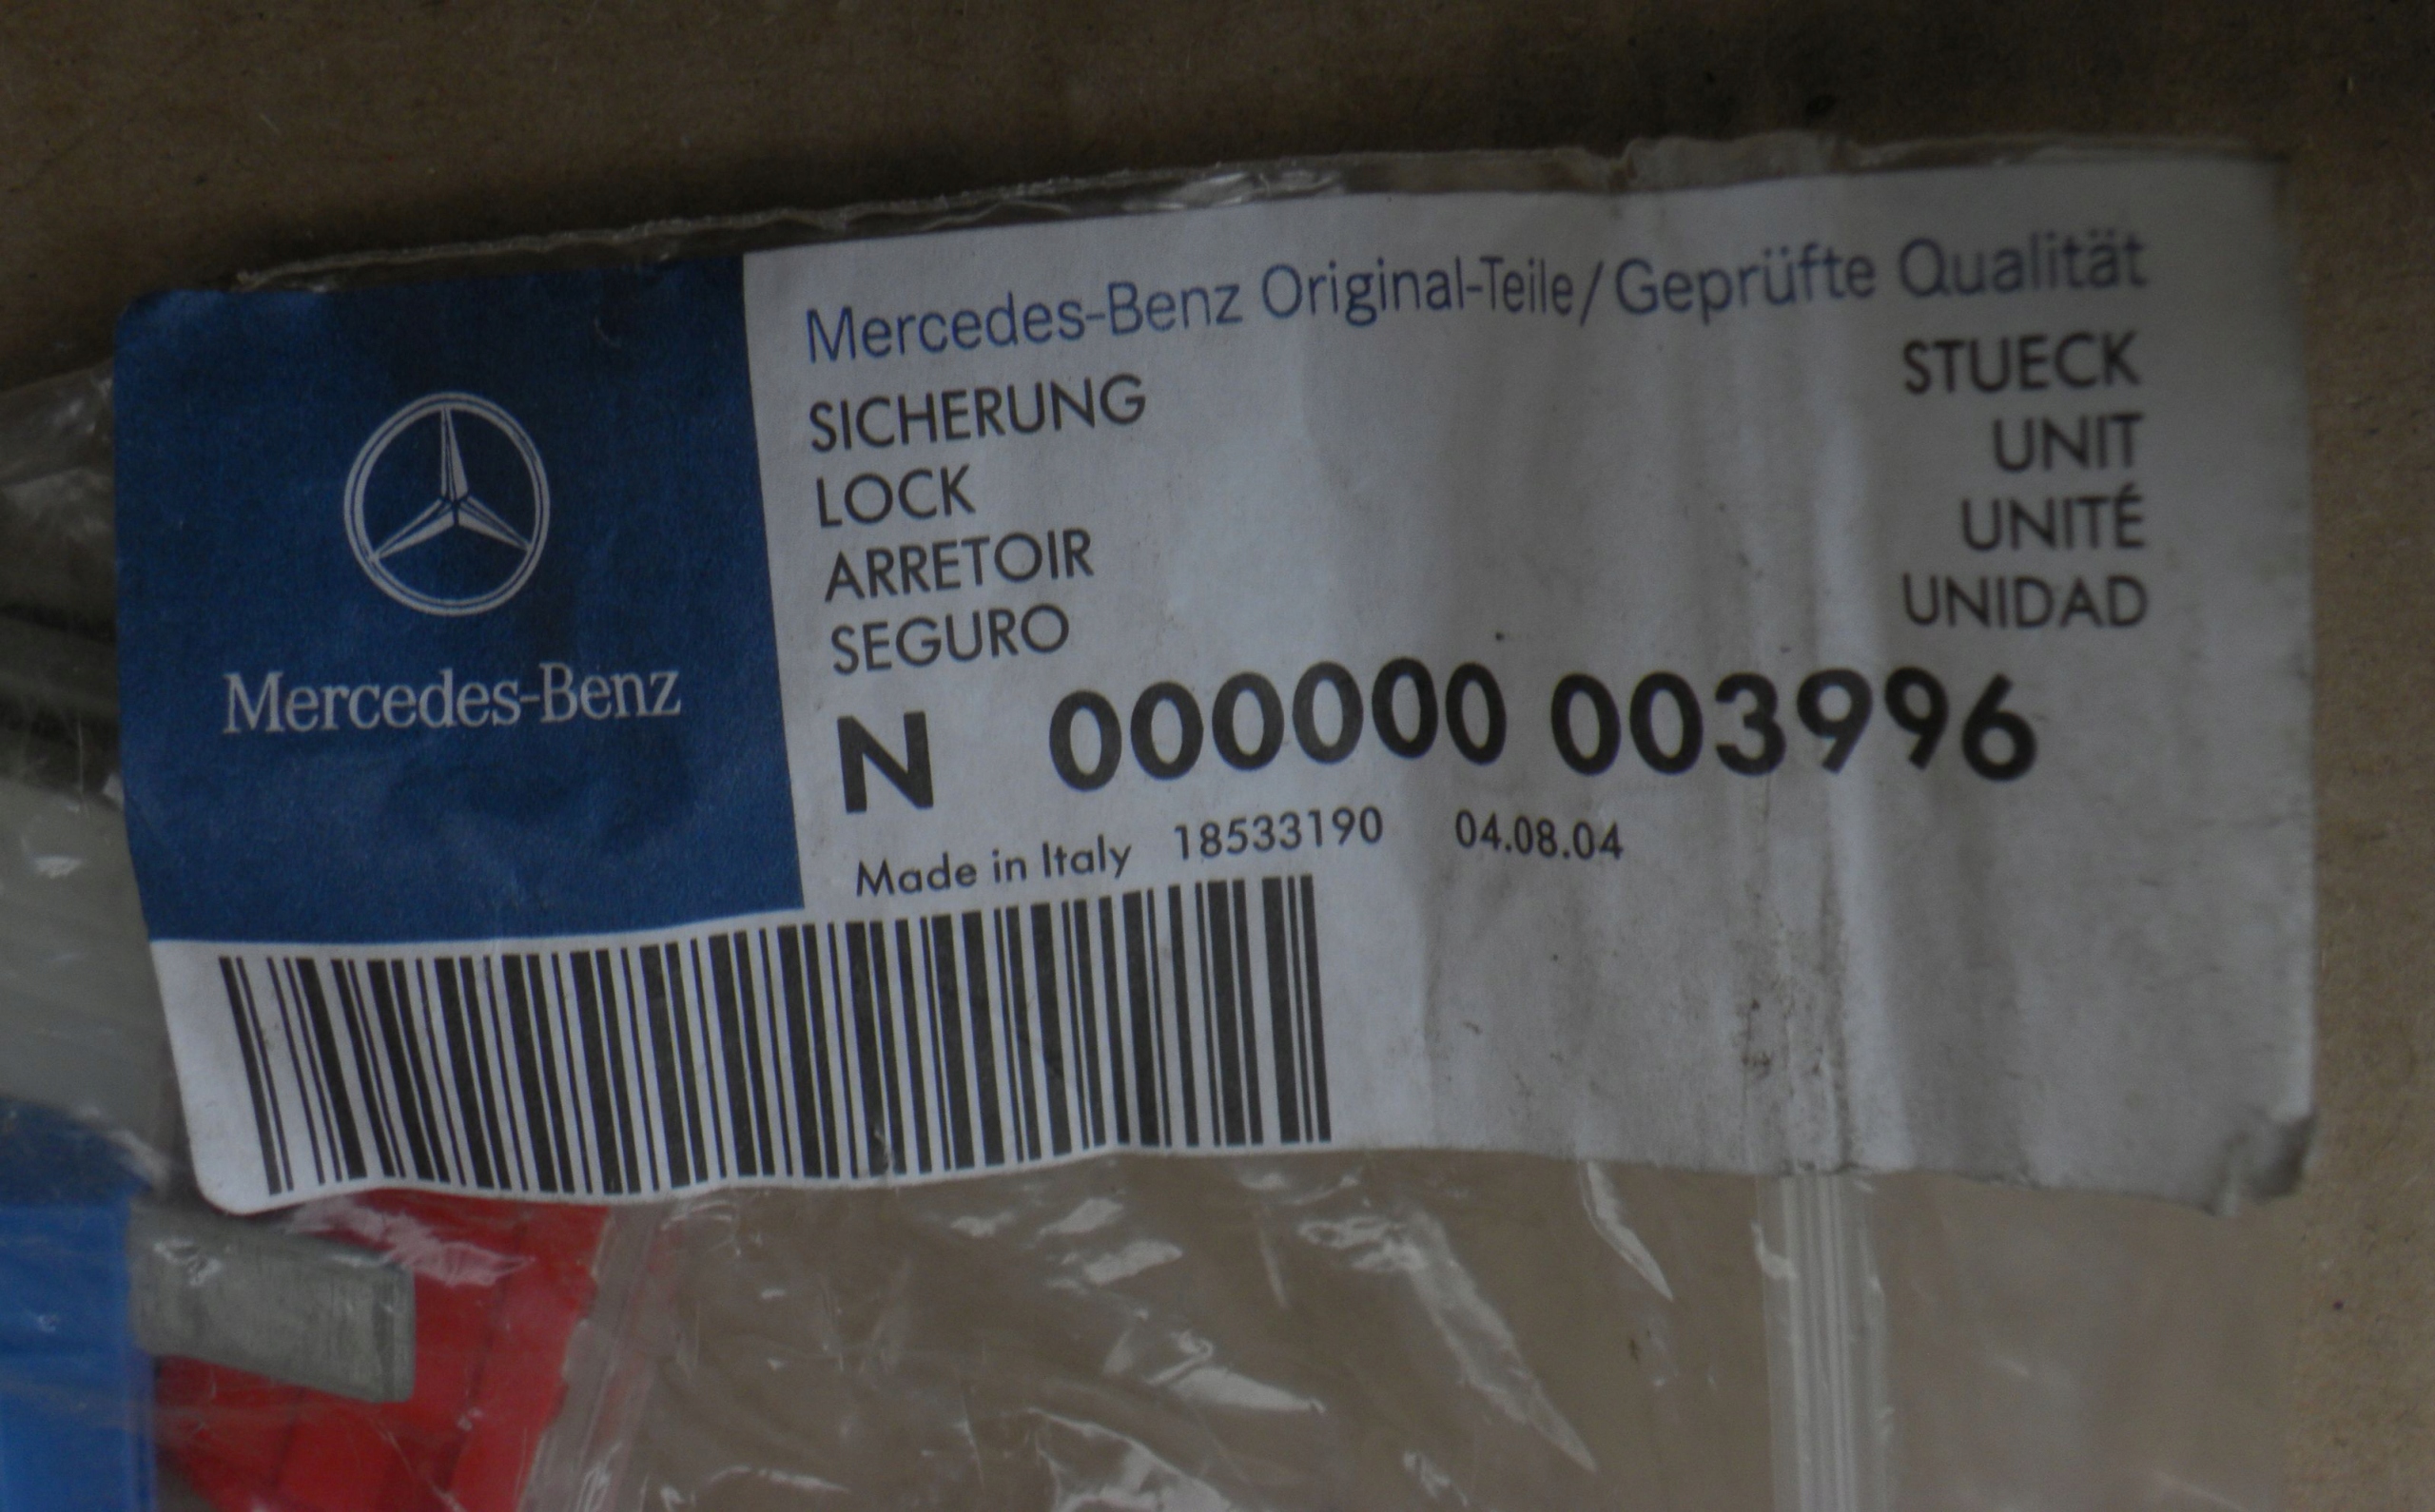 Mercedes-Benz
Mercedes-Benz Original-Teile/Geprüfte Qualität
SICHERUNG
STUECK
LOCK
UNIT
ARRETOIR
UNITÉ
SEGURO
UNIDAD
N 000000 003996
Made in Italy 18533190 04.08.04